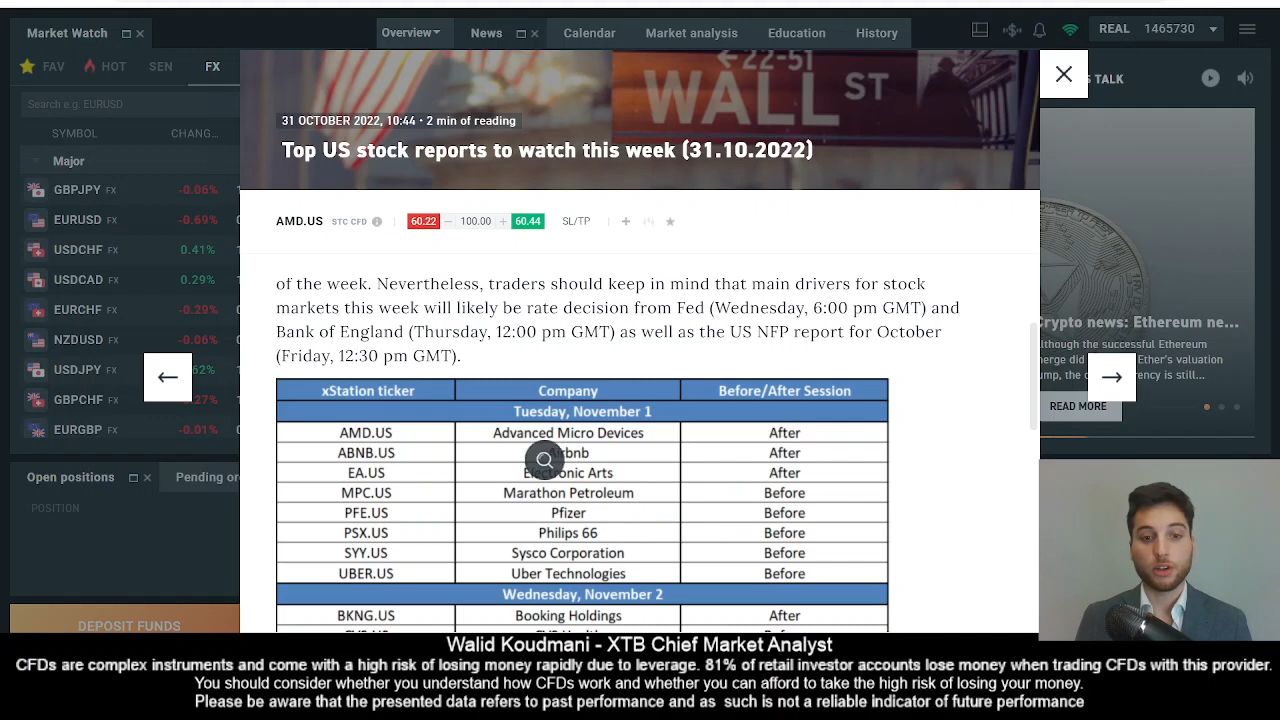 Market Watch
Overview
News
Calendar
Market analysis
Education
History
REAL 1465730
FAV
HOT
SEN
FX
Search e.g. EURUSD
SYMBOL CHANG...
Major
GBPJPY FX -0.06%
EURUSD FX -0.69%
USDCHF FX 0.41%
USDCAD FX 0.29%
EURCHF FX -0.29%
NZDUSD FX -0.06%
USDJPY FX
GBPCHF FX
EURGBP FX -0.01%
Open positions
POSITION
DEPOSIT FUNDS
22-51
WALL ST
31 OCTOBER 2022, 10:44 • 2 min of reading
Top US stock reports to watch this week (31.10.2022)
AMD.US STC CFD 60.22 – 100.00 + 60.44 SL/TP
of the week. Nevertheless, traders should keep in mind that main drivers for stock
markets this week will likely be rate decision from Fed (Wednesday, 6:00 pm GMT) and
Bank of England (Thursday, 12:00 pm GMT) as well as the US NFP report for October
(Friday, 12:30 pm GMT).
xStation ticker Company Before/After Session
Tuesday, November 1
AMD.US Advanced Micro Devices After
ABNB.US After
EA.US After
MPC.US Marathon Petroleum Before
PFE.US Pfizer Before
PSX.US Philips 66 Before
SYY.US Sysco Corporation Before
UBER.US Uber Technologies Before
Wednesday, November 2
BKNG.US Booking Holdings After
TALK
Crypto news: Ethereum ne...
READ MORE
Walid Koudmani - XTB Chief Market Analyst
CFDs are complex instruments and come with a high risk of losing money rapidly due to leverage. 81% of retail investor accounts lose money when trading CFDs with this provider.
You should consider whether you understand how CFDs work and whether you can afford to take the high risk of losing your money.
Please be aware that the presented data refers to past performance and as such is not a reliable indicator of future performance